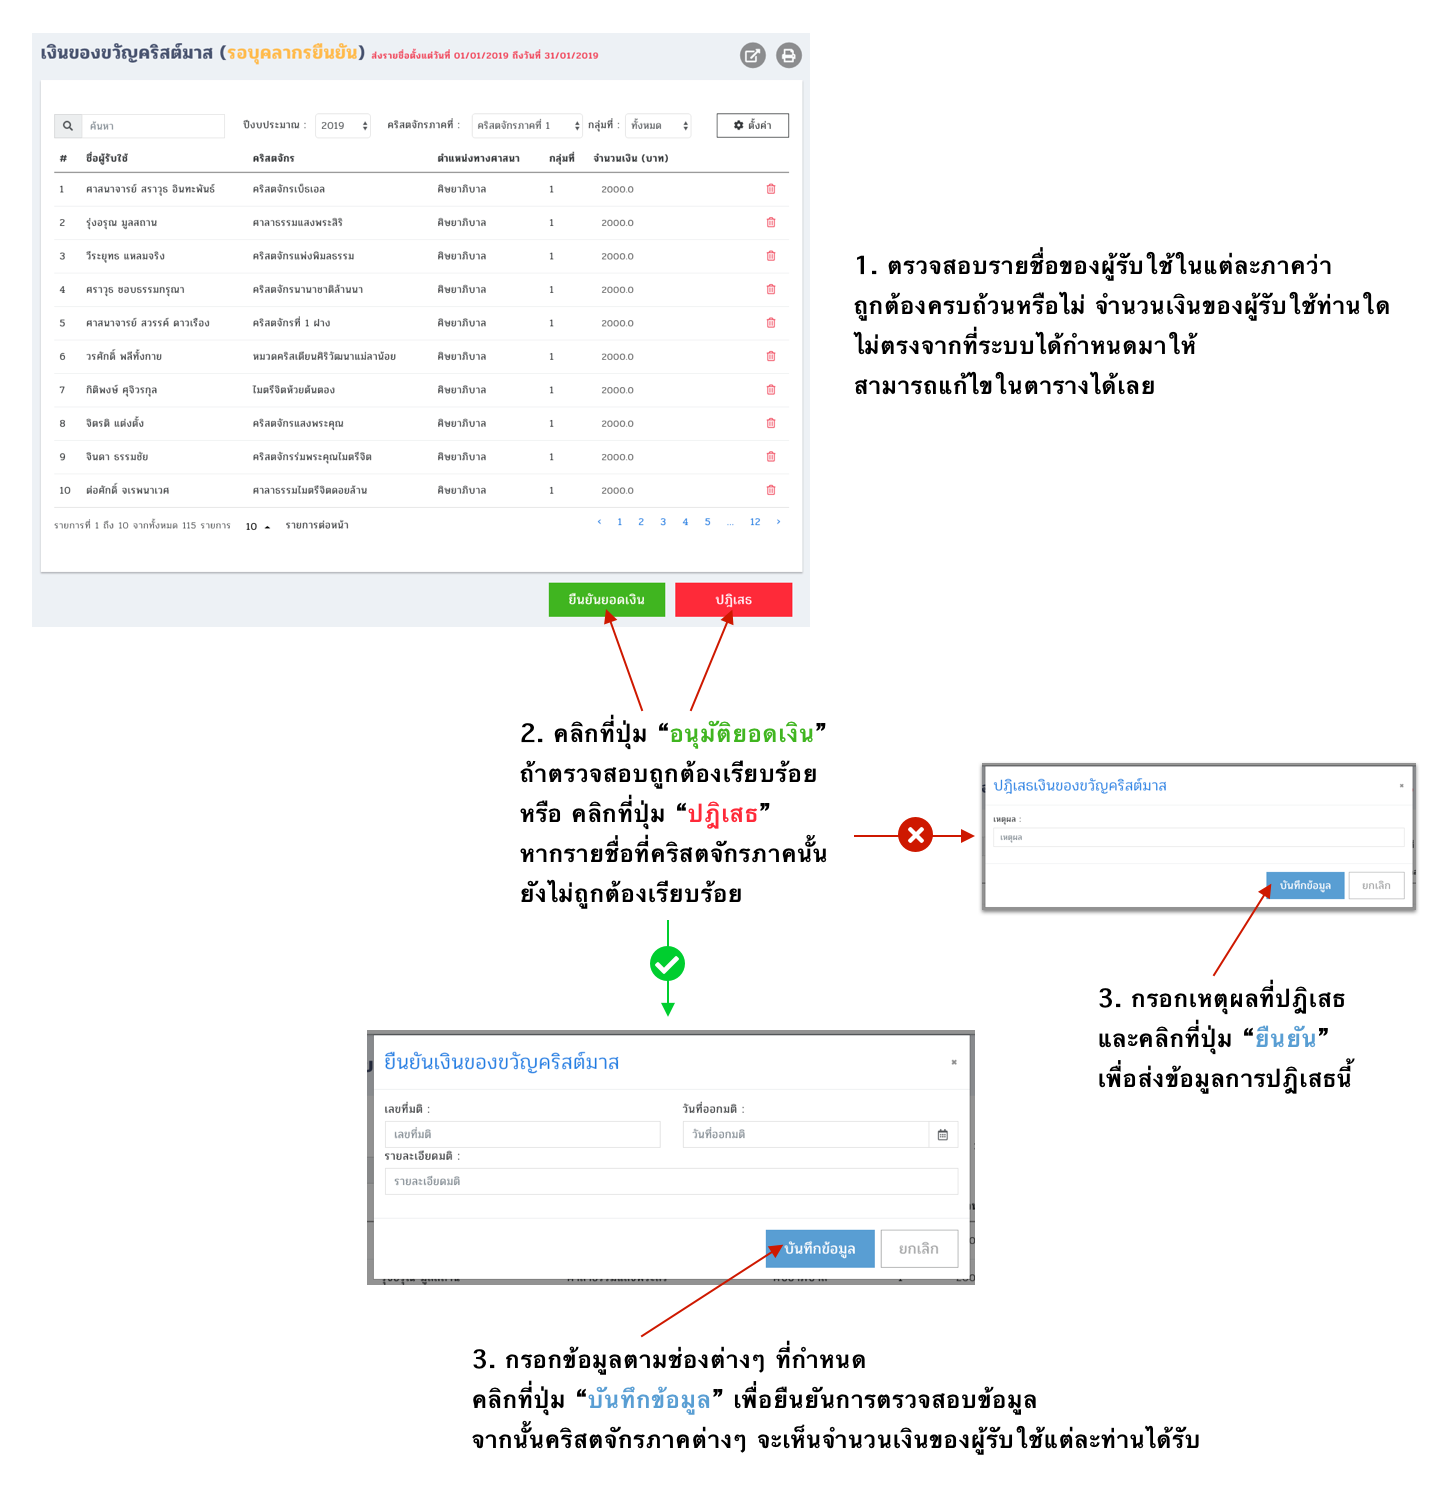 เงินของขวัญคริสต์มาส (รอบุคลากรยืนยัน) ส่งรายชื่อตั้งแต่วันที่ 01/01/2019 ถึงวันที่ 31/01/2019
ค้นหา ปีงบประมาณ : 2019 คริสตจักรภาคที่ : คริสตจักรภาคที่ 1 กลุ่มที่ : ทั้งหมด ตั้งค่า
# ชื่อผู้รับใช้ คริสตจักร ตำแหน่งทางศาสนา กลุ่มที่ จำนวนเงิน (บาท)
1 ศาสนาจารย์ สราวุธ อินทะพันธ์ คริสตจักรเบ็ธเอล ศิษยาภิบาล 1 2000.0
2 รุ่งอรุณ มูลสถาน ศาลาธรรมแสงพระสิริ ศิษยาภิบาล 1 2000.0
3 วีระยุทธ แหลมจริง คริสตจักรแพ่งพิมลธรรม ศิษยาภิบาล 1 2000.0
4 ศราวุธ ชอบธรรมกรุณา คริสตจักรนานาชาติล้านนา ศิษยาภิบาล 1 2000.0
5 ศาสนาจารย์ สวรรค์ ดาวเรือง คริสตจักรที่ 1 ฝาง ศิษยาภิบาล 1 2000.0
6 วรศักดิ์ พลีทั้งกาย หมวดคริสเตียนศิริวัฒนาแม่ลาน้อย ศิษยาภิบาล 1 2000.0
7 กิติพงษ์ ศุจิวรกุล ไมตรีจิตห้วยต้นตอง ศิษยาภิบาล 1 2000.0
8 จิตรติ แต่งตั้ง คริสตจักรแสงพระคุณ ศิษยาภิบาล 1 2000.0
9 จินดา ธรรมชัย คริสตจักรร่มพระคุณไมตรีจิต ศิษยาภิบาล 1 2000.0
10 ต่อศักดิ์ จเรพนาเวศ ศาลาธรรมไมตรีจิตดอยล้าน ศิษยาภิบาล 1 2000.0
รายการที่ 1 ถึง 10 จากทั้งหมด 115 รายการ 10 รายการต่อหน้า ‹ 1 2 3 4 5 ... 12 ›
ยืนยันยอดเงิน ปฏิเสธ
1. ตรวจสอบรายชื่อของผู้รับใช้ในแต่ละภาคว่า
ถูกต้องครบถ้วนหรือไม่ จำนวนเงินของผู้รับใช้ท่านใด
ไม่ตรงจากที่ระบบได้กำหนดมาให้
สามารถแก้ไขในตารางได้เลย
2. คลิกที่ปุ่ม “อนุมัติยอดเงิน”
ถ้าตรวจสอบถูกต้องเรียบร้อย
หรือ คลิกที่ปุ่ม “ปฎิเสธ”
หากรายชื่อที่คริสตจักรภาคนั้น
ยังไม่ถูกต้องเรียบร้อย
ปฏิเสธเงินของขวัญคริสต์มาส ×
เหตุผล :
เหตุผล
บันทึกข้อมูล ยกเลิก
3. กรอกเหตุผลที่ปฎิเสธ
และคลิกที่ปุ่ม “ยืนยัน”
เพื่อส่งข้อมูลการปฎิเสธนี้
ยืนยันเงินของขวัญคริสต์มาส ×
เลขที่มติ : วันที่ออกมติ :
เลขที่มติ วันที่ออกมติ
รายละเอียดมติ :
รายละเอียดมติ
บันทึกข้อมูล ยกเลิก
3. กรอกข้อมูลตามช่องต่างๆ ที่กำหนด
คลิกที่ปุ่ม “บันทึกข้อมูล” เพื่อยืนยันการตรวจสอบข้อมูล
จากนั้นคริสตจักรภาคต่างๆ จะเห็นจำนวนเงินของผู้รับใช้แต่ละท่านได้รับ